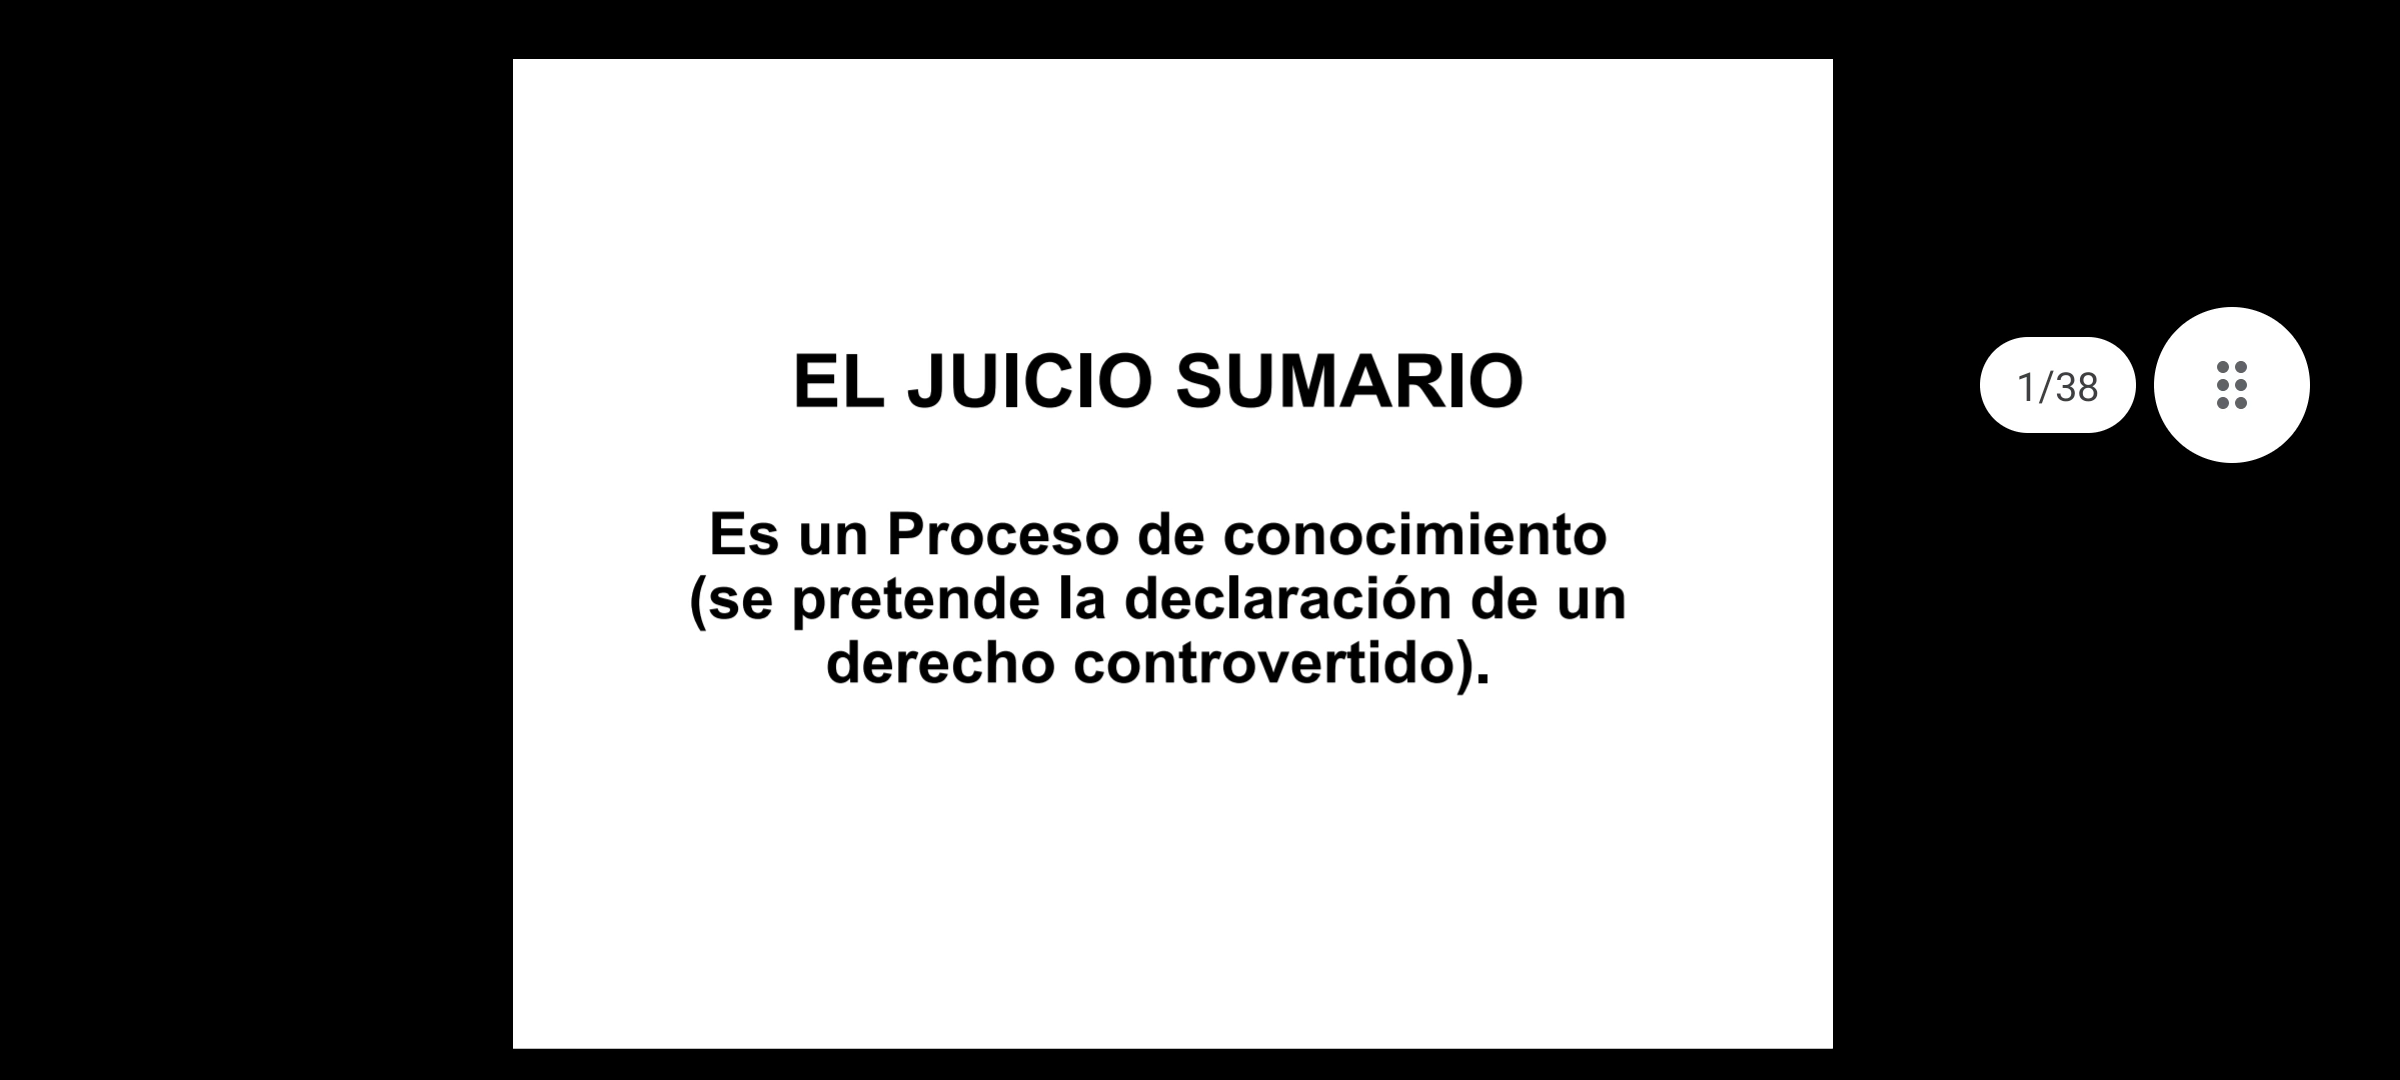 EL JUICIO SUMARIO
Es un Proceso de conocimiento
(se pretende la declaración de un
derecho controvertido).
1/38